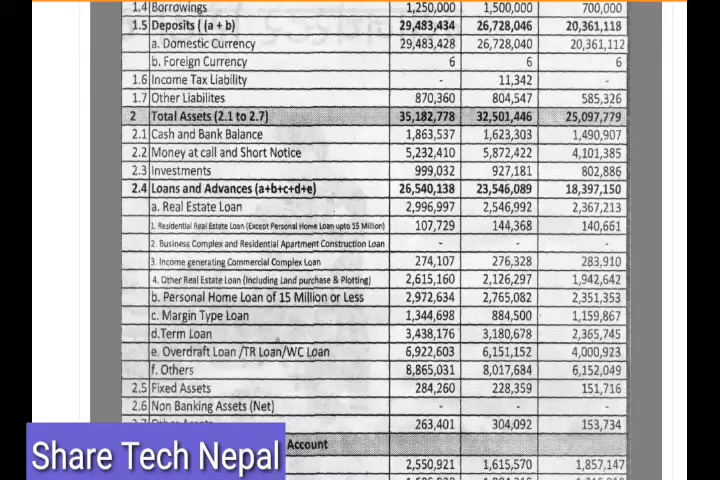 1.4 Borrowings 1,250,000 1,500,000 700,000
1.5 Deposits ( (a + b) 29,483,434 26,728,046 20,361,118
a. Domestic Currency 29,483,428 26,728,040 20,361,112
b. Foreign Currency 6 6 6
1.6 Income Tax Liability - 11,342 -
1.7 Other Liabilites 870,360 804,547 585,326
2 Total Assets (2.1 to 2.7) 35,182,778 32,501,446 25,097,779
2.1 Cash and Bank Balance 1,863,537 1,623,303 1,490,907
2.2 Money at call and Short Notice 5,232,410 5,872,422 4,101,385
2.3 Investments 999,032 927,181 802,886
2.4 Loans and Advances (a+b+c+d+e) 26,540,138 23,546,089 18,397,150
a. Real Estate Loan 2,996,997 2,546,992 2,367,213
1. Residential Real Estate Loan (Except Personal Home Loan upto 15 Million) 107,729 144,368 140,661
2. Business Complex and Residential Apartment Construction Loan - - -
3. Income generating Commercial Complex Loan 274,107 276,328 283,910
4. Other Real Estate Loan (Including Land purchase & Plotting) 2,615,160 2,126,297 1,942,642
b. Personal Home Loan of 15 Million or Less 2,972,634 2,765,082 2,351,353
c. Margin Type Loan 1,344,698 884,500 1,159,867
d.Term Loan 3,438,176 3,180,678 2,365,745
e. Overdraft Loan /TR Loan/WC Loan 6,922,603 6,151,152 4,000,923
f. Others 8,865,031 8,017,684 6,152,049
2.5 Fixed Assets 284,260 228,359 151,716
2.6 Non Banking Assets (Net) - - -
263,401 304,092 153,734
Account
Share Tech Nepal
2,550,921 1,615,570 1,857,147